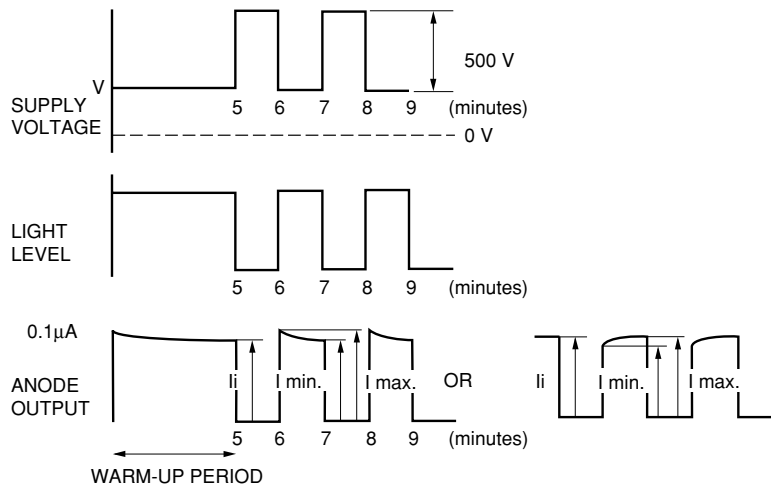 500 V
V
5 6 7 8 9 (minutes)
SUPPLY
VOLTAGE
0 V
LIGHT
LEVEL
5 6 7 8 9 (minutes)
0.1μA
Ii I min. I max. OR Ii I min. I max.
ANODE
OUTPUT
5 6 7 8 9 (minutes)
WARM-UP PERIOD